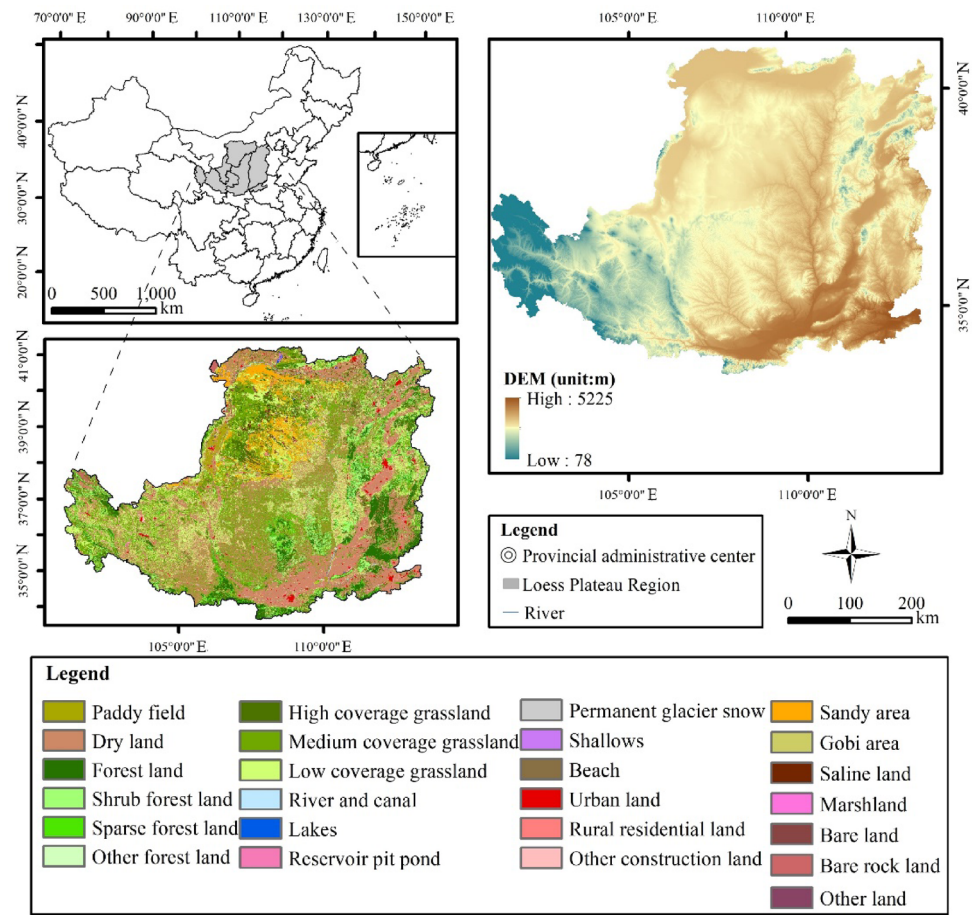 70°0'0" E 90°0'0" E 110°0'0" E 130°0'0" E 150°0'0" E
40°0'0" N
30°0'0" N
20°0'0" N
0 500 1,000
km
105°0'0" E 110°0'0" E
40°0'0" N
35°0'0" N
DEM (unit:m)
High : 5225
Low : 78
105°0'0" E 110°0'0" E
41°0'0" N
39°0'0" N
37°0'0" N
35°0'0" N
105°0'0" E 110°0'0" E
Legend
Provincial administrative center
Loess Plateau Region
River
N
0 100 200
km
Legend
Paddy field
Dry land
Forest land
Shrub forest land
Sparse forest land
Other forest land
High coverage grassland
Medium coverage grassland
Low coverage grassland
River and canal
Lakes
Reservoir pit pond
Permanent glacier snow
Shallows
Beach
Urban land
Rural residential land
Other construction land
Sandy area
Gobi area
Saline land
Marshland
Bare land
Bare rock land
Other land